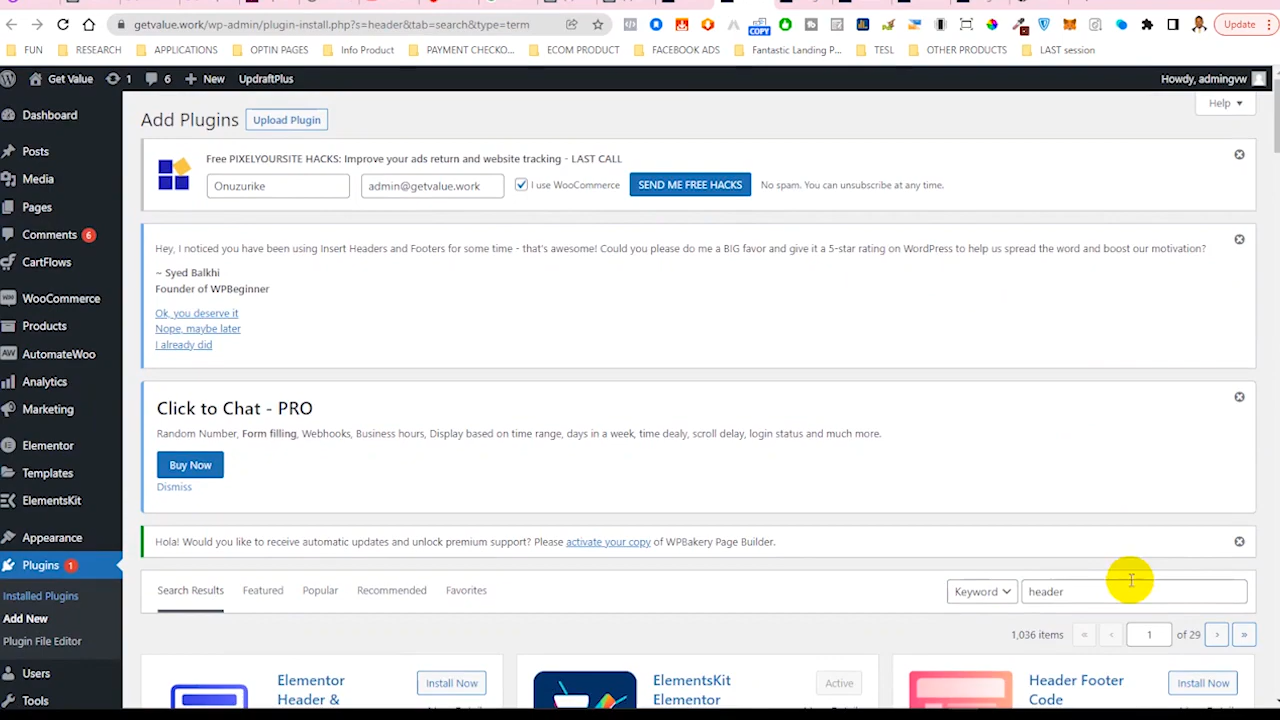 getvalue.work/wp-admin/plugin-install.php?s=header&tab=search&type=term
COPY
Update
FUN
RESEARCH
APPLICATIONS
OPTIN PAGES
Info Product
PAYMENT CHECKO...
ECOM PRODUCT
FACEBOOK ADS
Fantastic Landing P...
TESL
OTHER PRODUCTS
LAST session
Get Value
1
6
New
UpdraftPlus
Howdy, admingvw
Dashboard
Posts
Media
Pages
Comments 6
CartFlows
WooCommerce
Products
AutomateWoo
Analytics
Marketing
Elementor
Templates
ElementsKit
Appearance
Plugins 1
Installed Plugins
Add New
Plugin File Editor
Users
Tools
Help
Add Plugins
Upload Plugin
Free PIXELYOURSITE HACKS: Improve your ads return and website tracking - LAST CALL
Onuzurike
admin@getvalue.work
I use WooCommerce
SEND ME FREE HACKS
No spam. You can unsubscribe at any time.
Hey, I noticed you have been using Insert Headers and Footers for some time - that's awesome! Could you please do me a BIG favor and give it a 5-star rating on WordPress to help us spread the word and boost our motivation?
~ Syed Balkhi
Founder of WPBeginner
Ok, you deserve it
Nope, maybe later
I already did
Click to Chat - PRO
Random Number, Form filling, Webhooks, Business hours, Display based on time range, days in a week, time dealy, scroll delay, login status and much more.
Buy Now
Dismiss
Hola! Would you like to receive automatic updates and unlock premium support? Please activate your copy of WPBakery Page Builder.
Search Results
Featured
Popular
Recommended
Favorites
Keyword
header
1,036 items
«
‹
1
of 29
›
»
Elementor
Header &
Install Now
ElementsKit
Elementor
Active
Header Footer
Code
Install Now